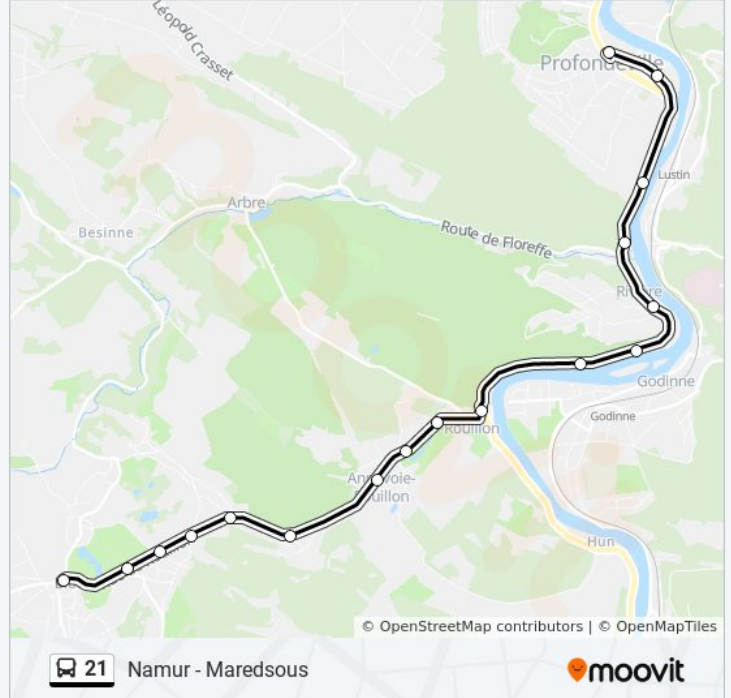 Léopold Crasset
Profondeville
Lustin
Arbre
Besinne
Route de Floreffe
Rivière
Godinne
Godinne
Rouillon
Annevoie-
Rouillon
Hun
© OpenStreetMap contributors | © OpenMapTiles
21 Namur - Maredsous
moovit